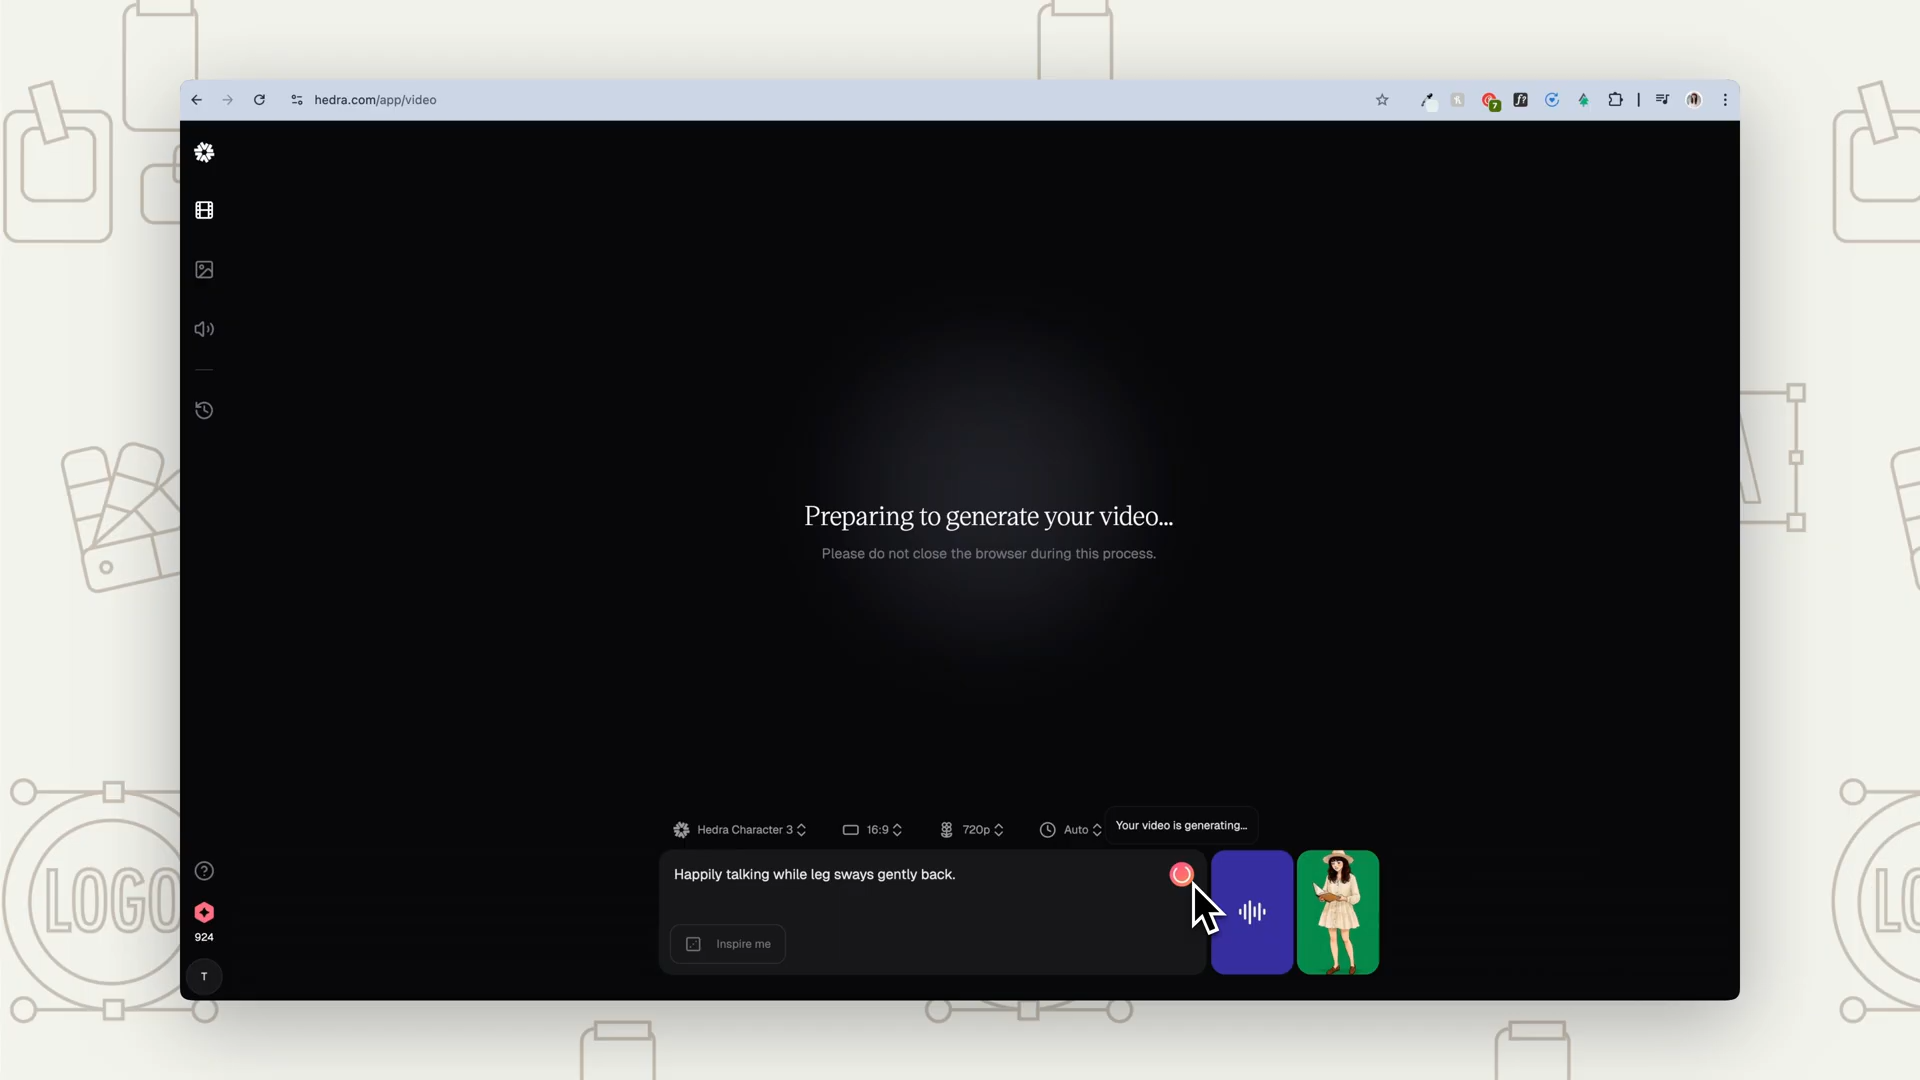 hedra.com/app/video
7
f?
Preparing to generate your video...
Please do not close the browser during this process.
Hedra Character 3
16:9
720p
Auto
Your video is generating...
Happily talking while leg sways gently back.
Inspire me
924
T
LOGO